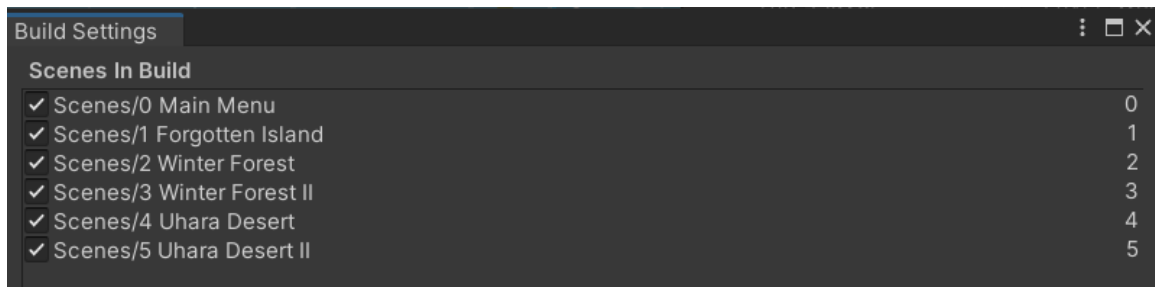 Build Settings
Scenes In Build
Scenes/0 Main Menu 0
Scenes/1 Forgotten Island 1
Scenes/2 Winter Forest 2
Scenes/3 Winter Forest II 3
Scenes/4 Uhara Desert 4
Scenes/5 Uhara Desert II 5